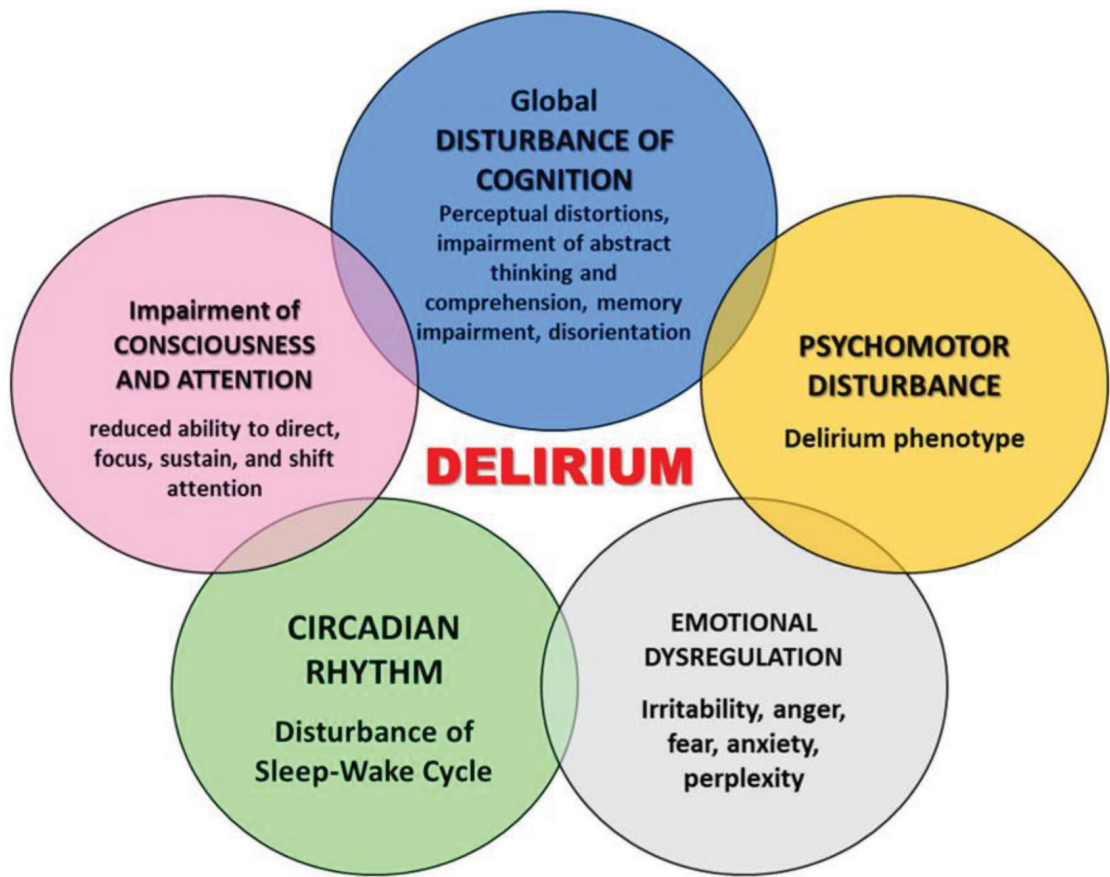 Global
DISTURBANCE OF
COGNITION
Perceptual distortions,
impairment of abstract
thinking and
comprehension, memory
impairment, disorientation
Impairment of
CONSCIOUSNESS
AND ATTENTION
reduced ability to direct,
focus, sustain, and shift
attention
PSYCHOMOTOR
DISTURBANCE
Delirium phenotype
DELIRIUM
CIRCADIAN
RHYTHM
Disturbance of
Sleep-Wake Cycle
EMOTIONAL
DYSREGULATION
Irritability, anger,
fear, anxiety,
perplexity